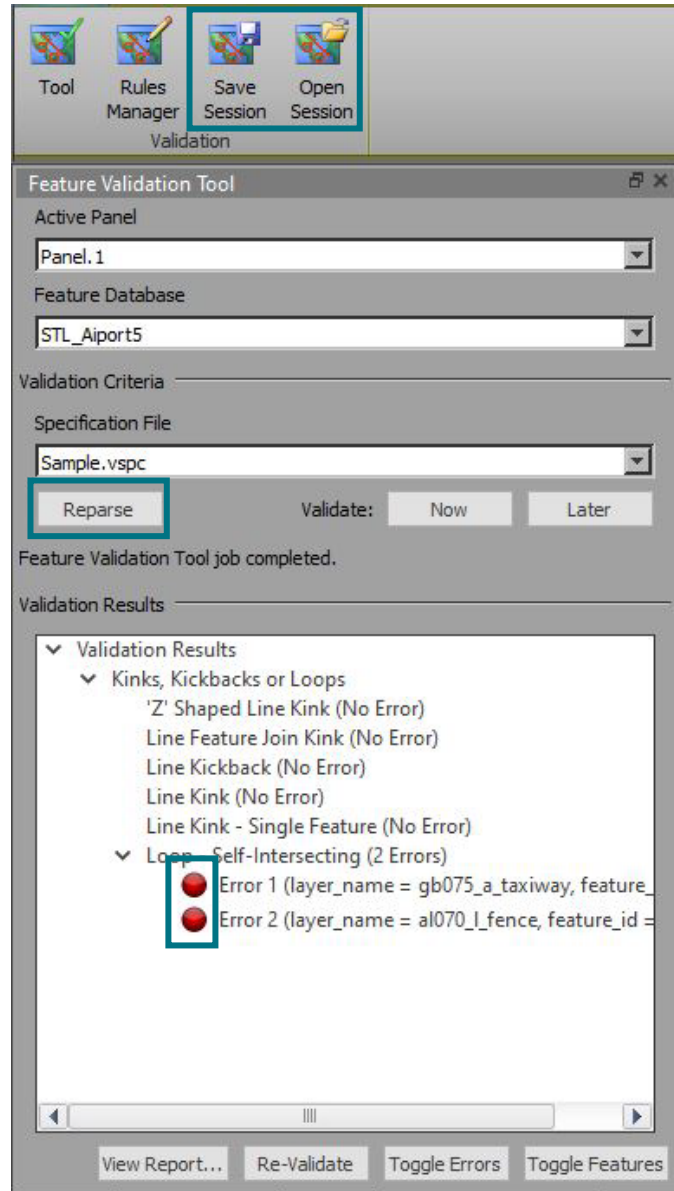 Tool Rules Save Open
Manager Session Session
Validation
Feature Validation Tool
Active Panel
Panel.1
Feature Database
STL_Aiport5
Validation Criteria
Specification File
Sample.vspc
Reparse Validate: Now Later
Feature Validation Tool job completed.
Validation Results
Validation Results
Kinks, Kickbacks or Loops
'Z' Shaped Line Kink (No Error)
Line Feature Join Kink (No Error)
Line Kickback (No Error)
Line Kink (No Error)
Line Kink - Single Feature (No Error)
Loop - Self-Intersecting (2 Errors)
Error 1 (layer_name = gb075_a_taxiway, feature_
Error 2 (layer_name = al070_l_fence, feature_id =
View Report... Re-Validate Toggle Errors Toggle Features